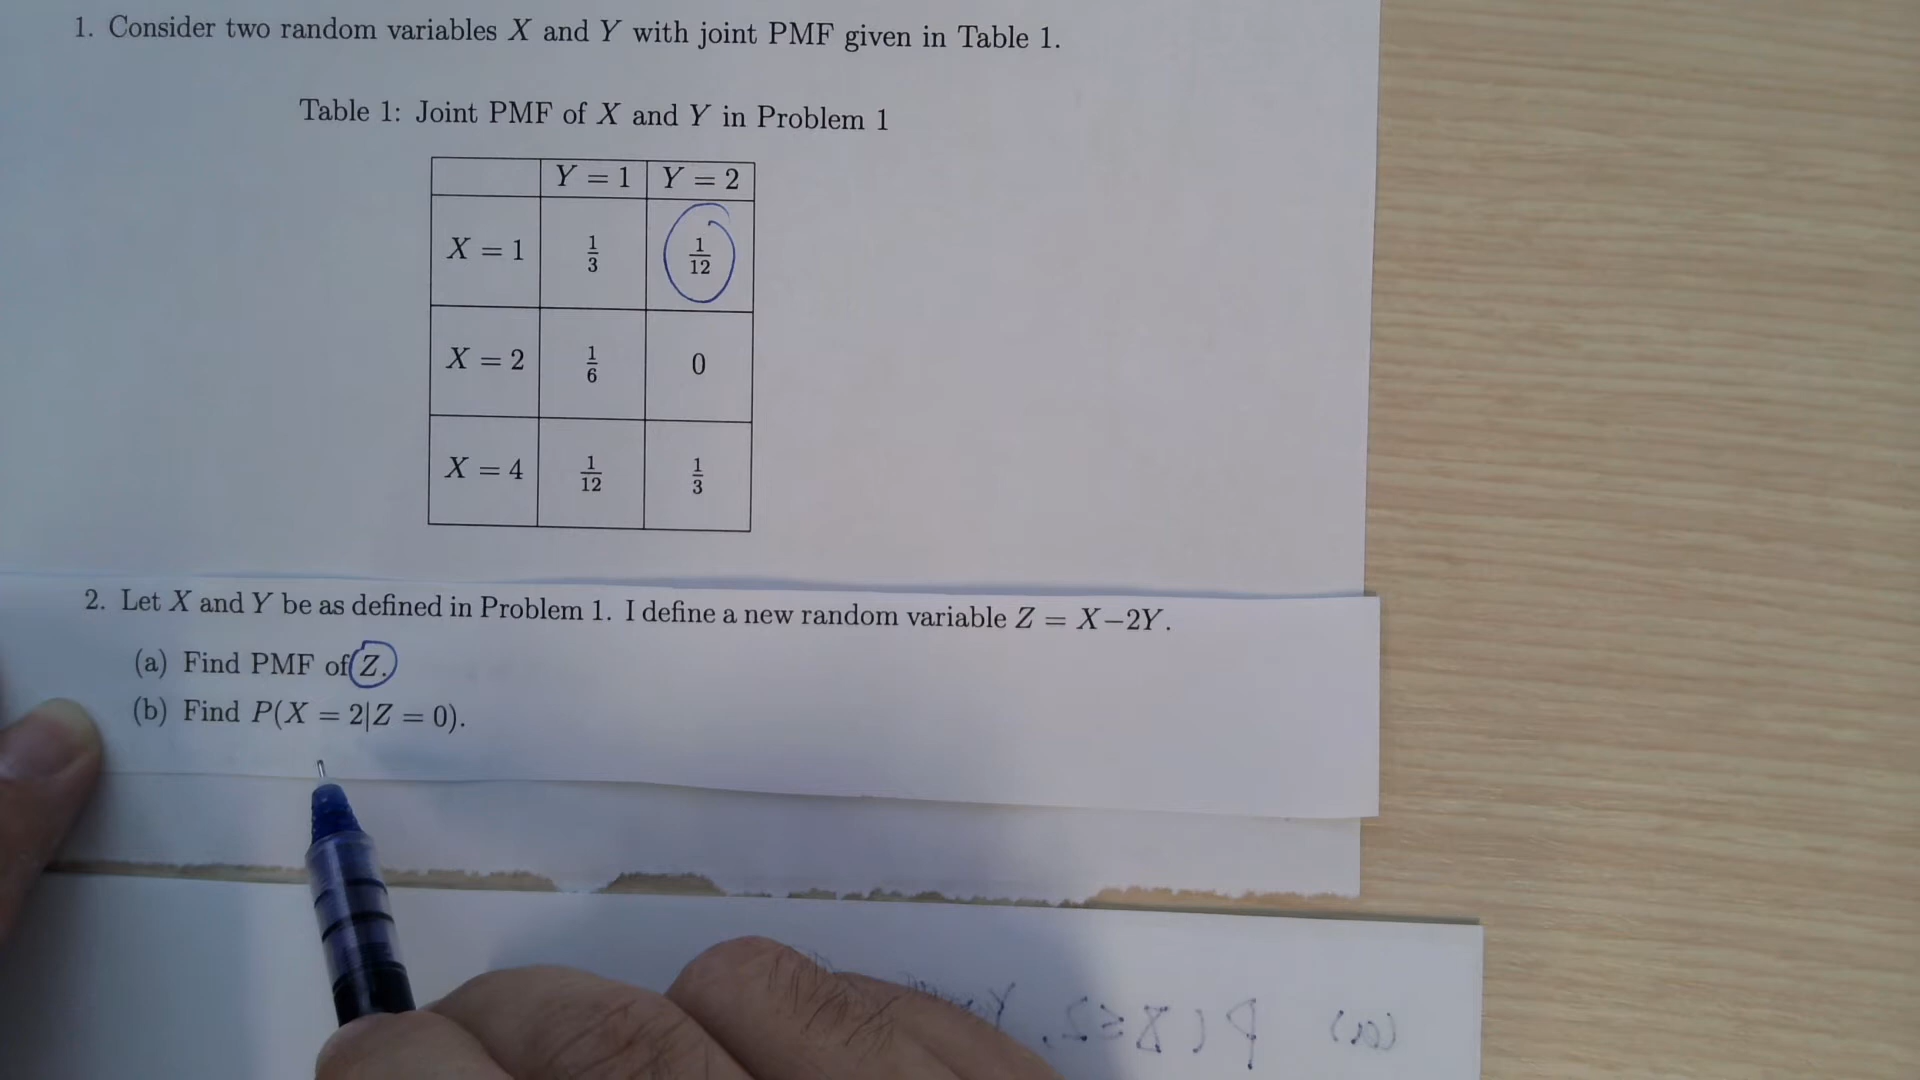 1. Consider two random variables X and Y with joint PMF given in Table 1.
Table 1: Joint PMF of X and Y in Problem 1
Y = 1 Y = 2
X = 1 1/3 1/12
X = 2 1/6 0
X = 4 1/12 1/3
2. Let X and Y be as defined in Problem 1. I define a new random variable Z = X−2Y.
(a) Find PMF of Z.
(b) Find P(X = 2|Z = 0).